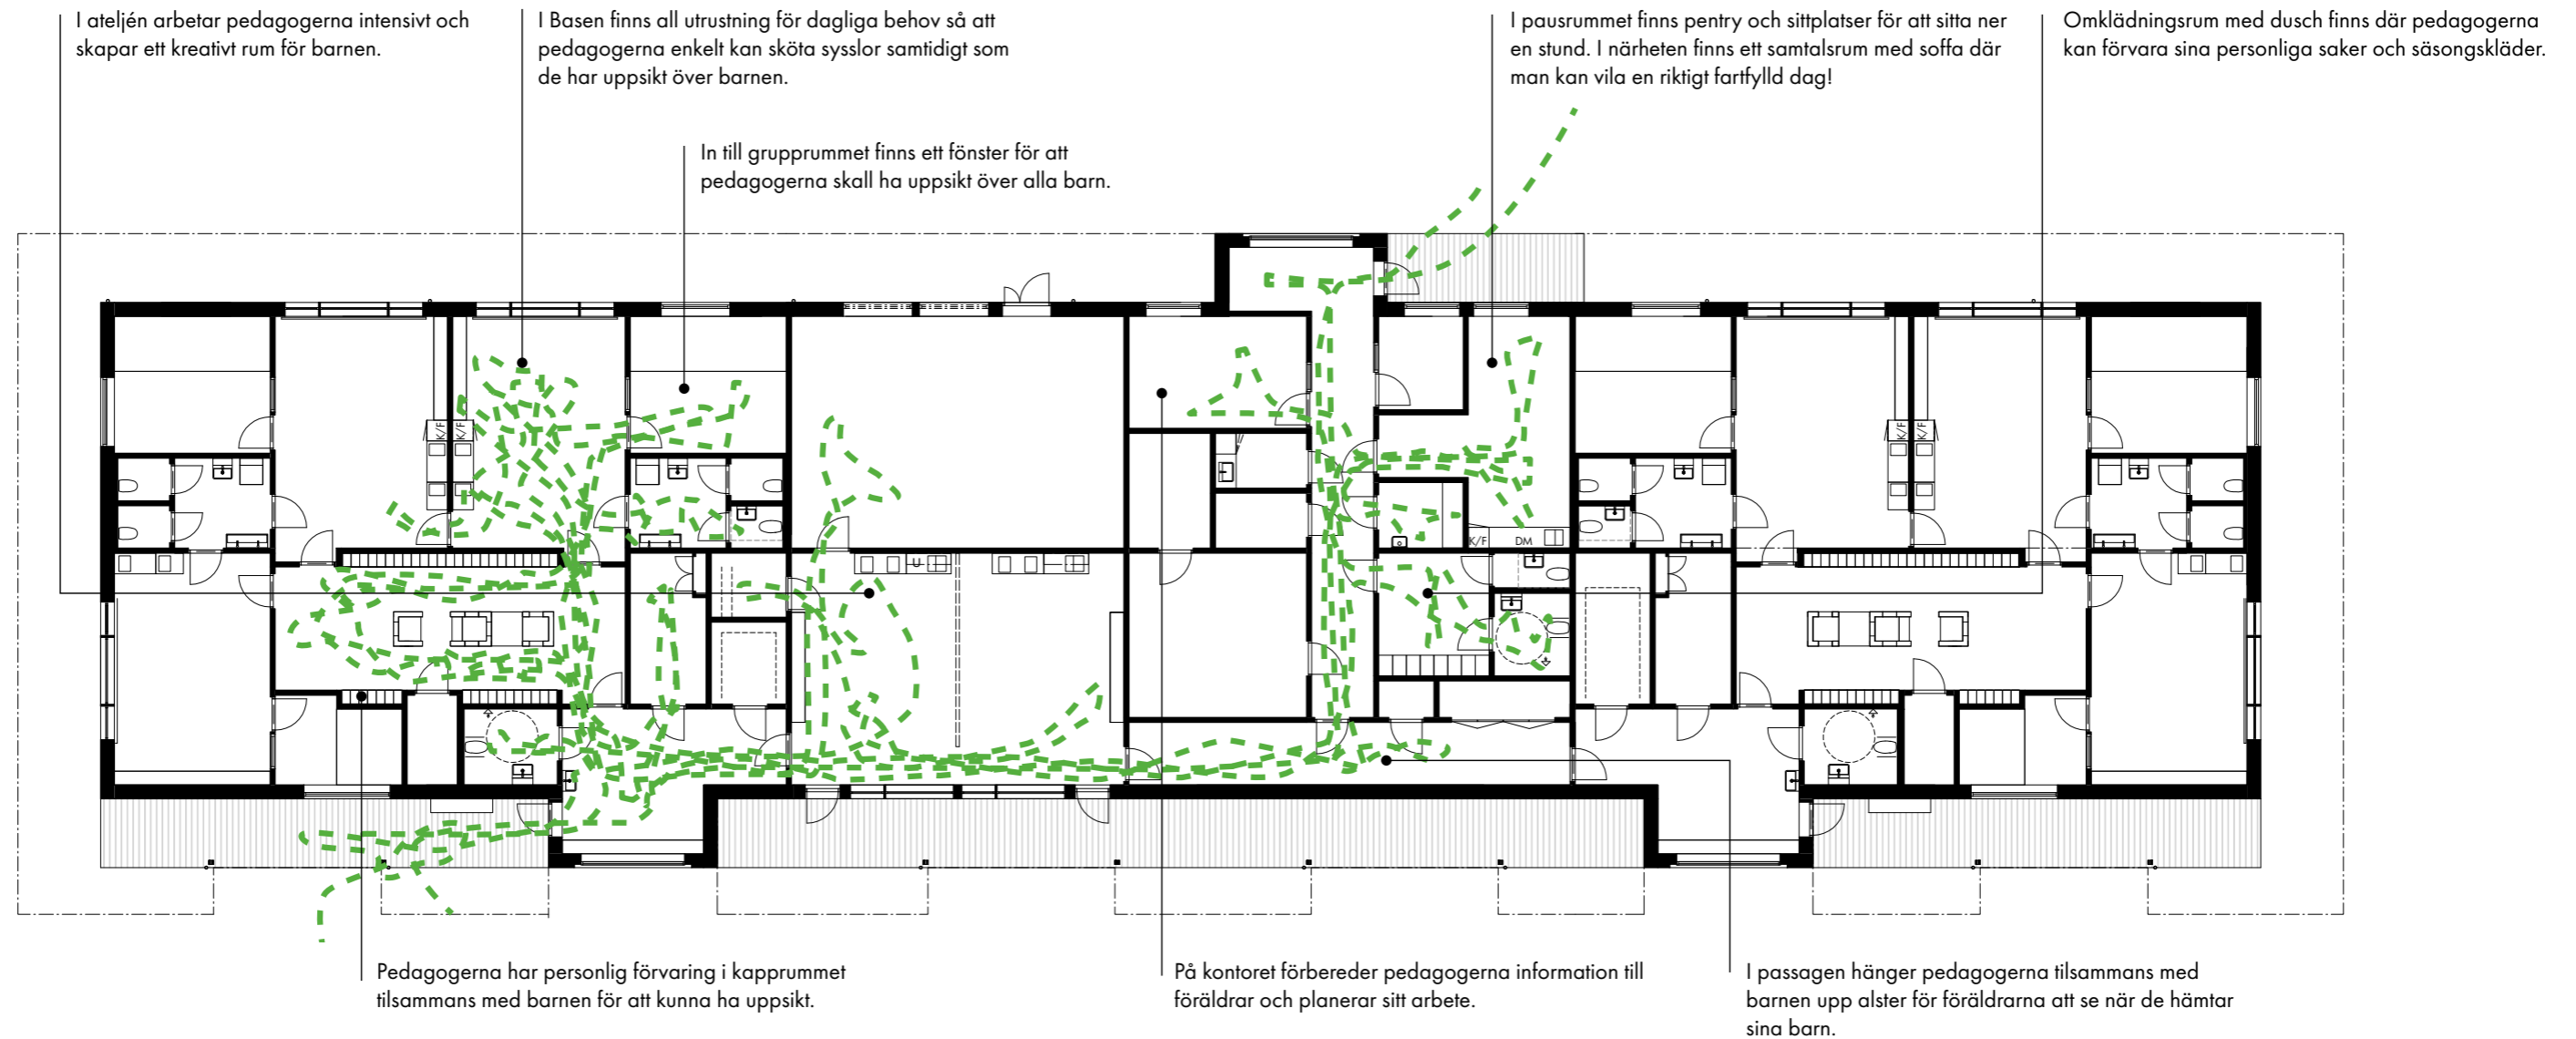 I ateljén arbetar pedagogerna intensivt och
skapar ett kreativt rum för barnen.
I Basen finns all utrustning för dagliga behov så att
pedagogerna enkelt kan sköta sysslor samtidigt som
de har uppsikt över barnen.
I pausrummet finns pentry och sittplatser för att sitta ner
en stund. I närheten finns ett samtalsrum med soffa där
man kan vila en riktigt fartfylld dag!
Omklädningsrum med dusch finns där pedagogerna
kan förvara sina personliga saker och säsongskläder.
In till grupprummet finns ett fönster för att
pedagogerna skall ha uppsikt över alla barn.
K/F
K/F
K/F
K/F
K/F
DM
U
Pedagogerna har personlig förvaring i kapprummet
tilsammans med barnen för att kunna ha uppsikt.
På kontoret förbereder pedagogerna information till
föräldrar och planerar sitt arbete.
I passagen hänger pedagogerna tilsammans med
barnen upp alster för föräldrarna att se när de hämtar
sina barn.